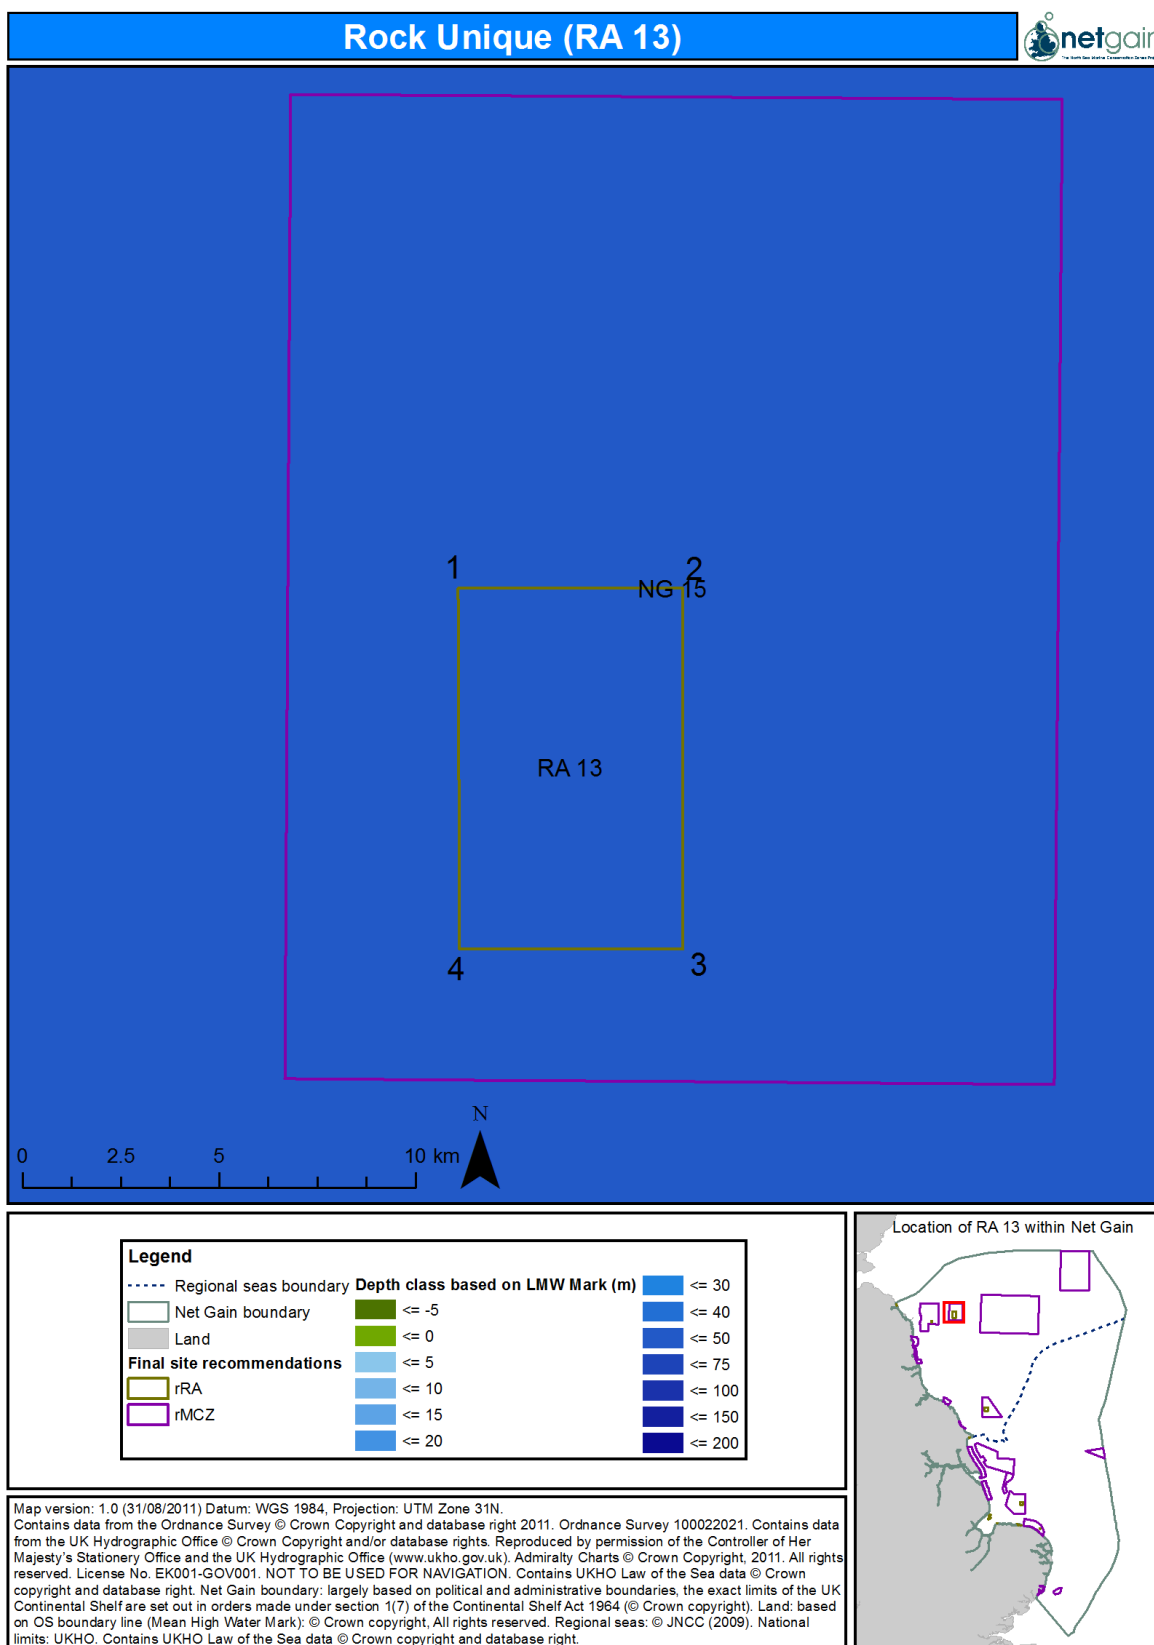 Rock Unique (RA 13)
netgain
1
2
NG 15
RA 13
4
3
N
0 2.5 5 10 km
Legend
Regional seas boundary
Net Gain boundary
Land
Final site recommendations
rRA
rMCZ
Depth class based on LMW Mark (m)
<= -5
<= 0
<= 5
<= 10
<= 15
<= 20
<= 30
<= 40
<= 50
<= 75
<= 100
<= 150
<= 200
Location of RA 13 within Net Gain
Map version: 1.0 (31/08/2011) Datum: WGS 1984, Projection: UTM Zone 31N.
Contains data from the Ordnance Survey © Crown Copyright and database right 2011. Ordnance Survey 100022021. Contains data
from the UK Hydrographic Office © Crown Copyright and/or database rights. Reproduced by permission of the Controller of Her
Majesty's Stationery Office and the UK Hydrographic Office (www.ukho.gov.uk). Admiralty Charts © Crown Copyright, 2011. All rights
reserved. License No. EK001-GOV001. NOT TO BE USED FOR NAVIGATION. Contains UKHO Law of the Sea data © Crown
copyright and database right. Net Gain boundary: largely based on political and administrative boundaries, the exact limits of the UK
Continental Shelf are set out in orders made under section 1(7) of the Continental Shelf Act 1964 (© Crown copyright). Land: based
on OS boundary line (Mean High Water Mark): © Crown copyright, All rights reserved. Regional seas: © JNCC (2009). National
limits: UKHO. Contains UKHO Law of the Sea data © Crown copyright and database right.